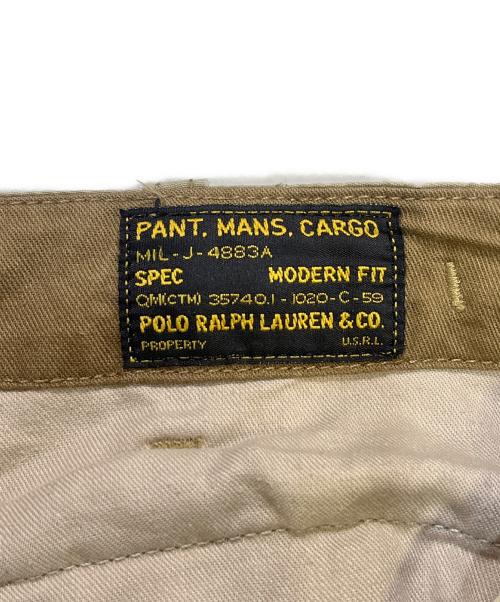 PANT. MANS. CARGO
MIL-J-4883A
SPEC MODERN FIT
QM(CTM) 35740.1-1020-C-59
POLO RALPH LAUREN & CO.
PROPERTY U.S.R.L.